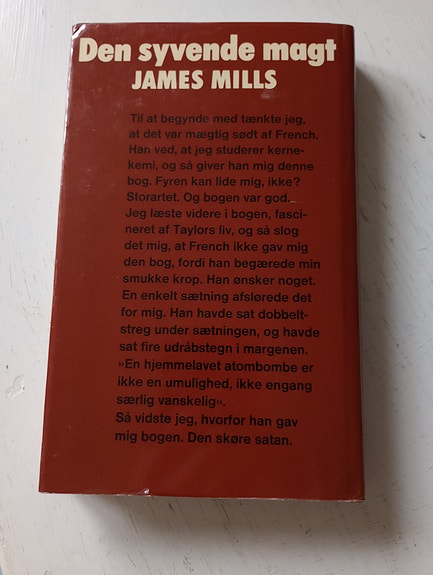 Den syvende magt
JAMES MILLS
Til at begynde med tænkte jeg,
at det var mægtig sødt af French.
Han ved, at jeg studerer kerne-
kemi, og så giver han mig denne
bog. Fyren kan lide mig, ikke?
Storartet. Og bogen var god.
Jeg læste videre i bogen, fasci-
neret af Taylors liv, og så slog
det mig, at French ikke gav mig
den bog, fordi han begærede min
smukke krop. Han ønsker noget.
En enkelt sætning afslørede det
for mig. Han havde sat dobbelt-
streg under sætningen, og havde
sat fire udråbstegn i margenen.
»En hjemmelavet atombombe er
ikke en umulighed, ikke engang
særlig vanskelig«.
Så vidste jeg, hvorfor han gav
mig bogen. Den skøre satan.